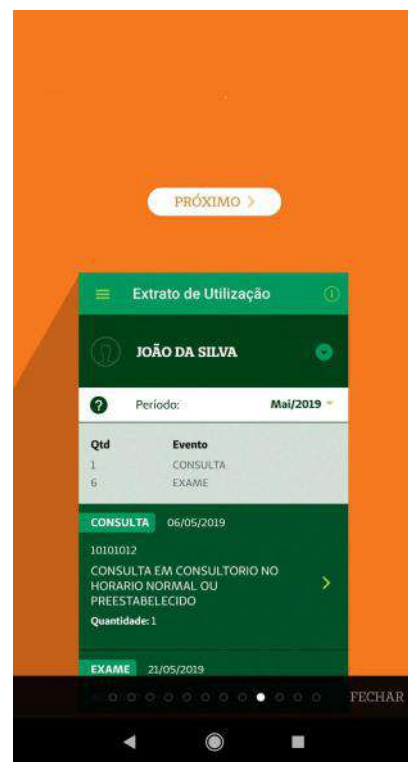 PRÓXIMO >
Extrato de Utilização
JOÃO DA SILVA
? Período: Mai/2019
Qtd Evento
1 CONSULTA
6 EXAME
CONSULTA 06/05/2019
10101012
CONSULTA EM CONSULTORIO NO
HORARIO NORMAL OU
PREESTABELECIDO
Quantidade: 1
EXAME 21/05/2019
FECHAR